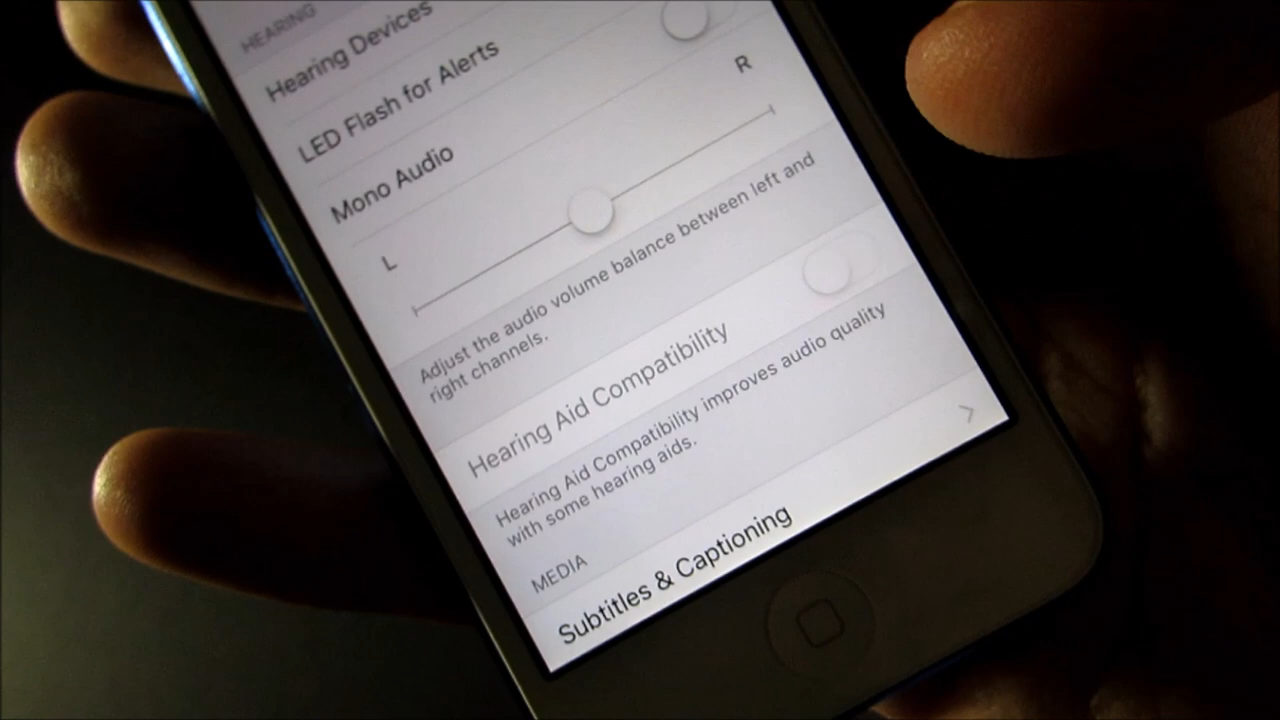 HEARING
Hearing Devices
LED Flash for Alerts
Mono Audio
L
R
Adjust the audio volume balance between left and
right channels.
Hearing Aid Compatibility
Hearing Aid Compatibility improves audio quality
with some hearing aids.
MEDIA
Subtitles & Captioning